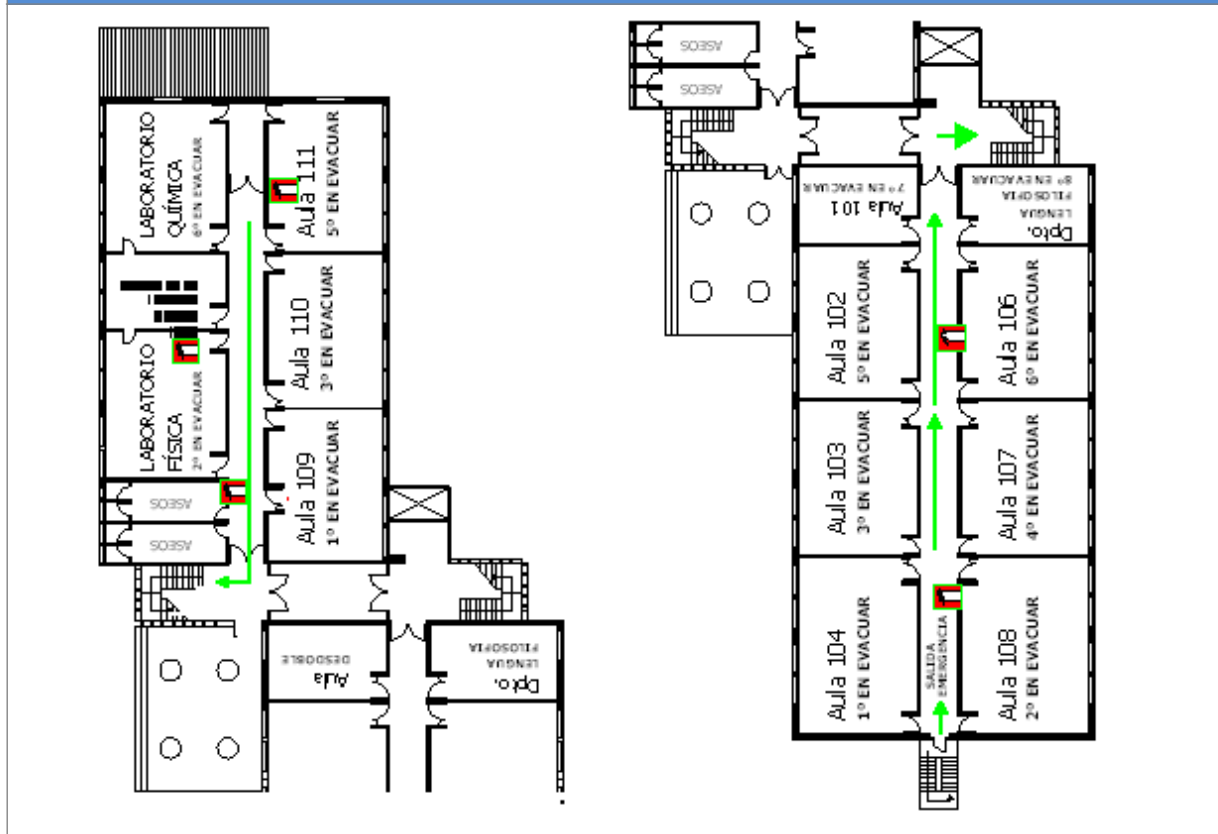 LABORATORIO
QUÍMICA
6º EN EVACUAR
Aula 111
5º EN EVACUAR
Aula 110
3º EN EVACUAR
LABORATORIO
FÍSICA
2º EN EVACUAR
Aula 109
1º EN EVACUAR
ASEOS
ASEOS
Aula
DESDOBLE
Dpto.
LENGUA
FILOSOFIA
ASEOS
ASEOS
Aula 101
7º EN EVACUAR
Dpto.
LENGUA
FILOSOFIA
8º EN EVACUAR
Aula 102
5º EN EVACUAR
Aula 106
6º EN EVACUAR
Aula 103
3º EN EVACUAR
Aula 107
4º EN EVACUAR
Aula 104
1º EN EVACUAR
SALIDA
EMERGENCIA
Aula 108
2º EN EVACUAR